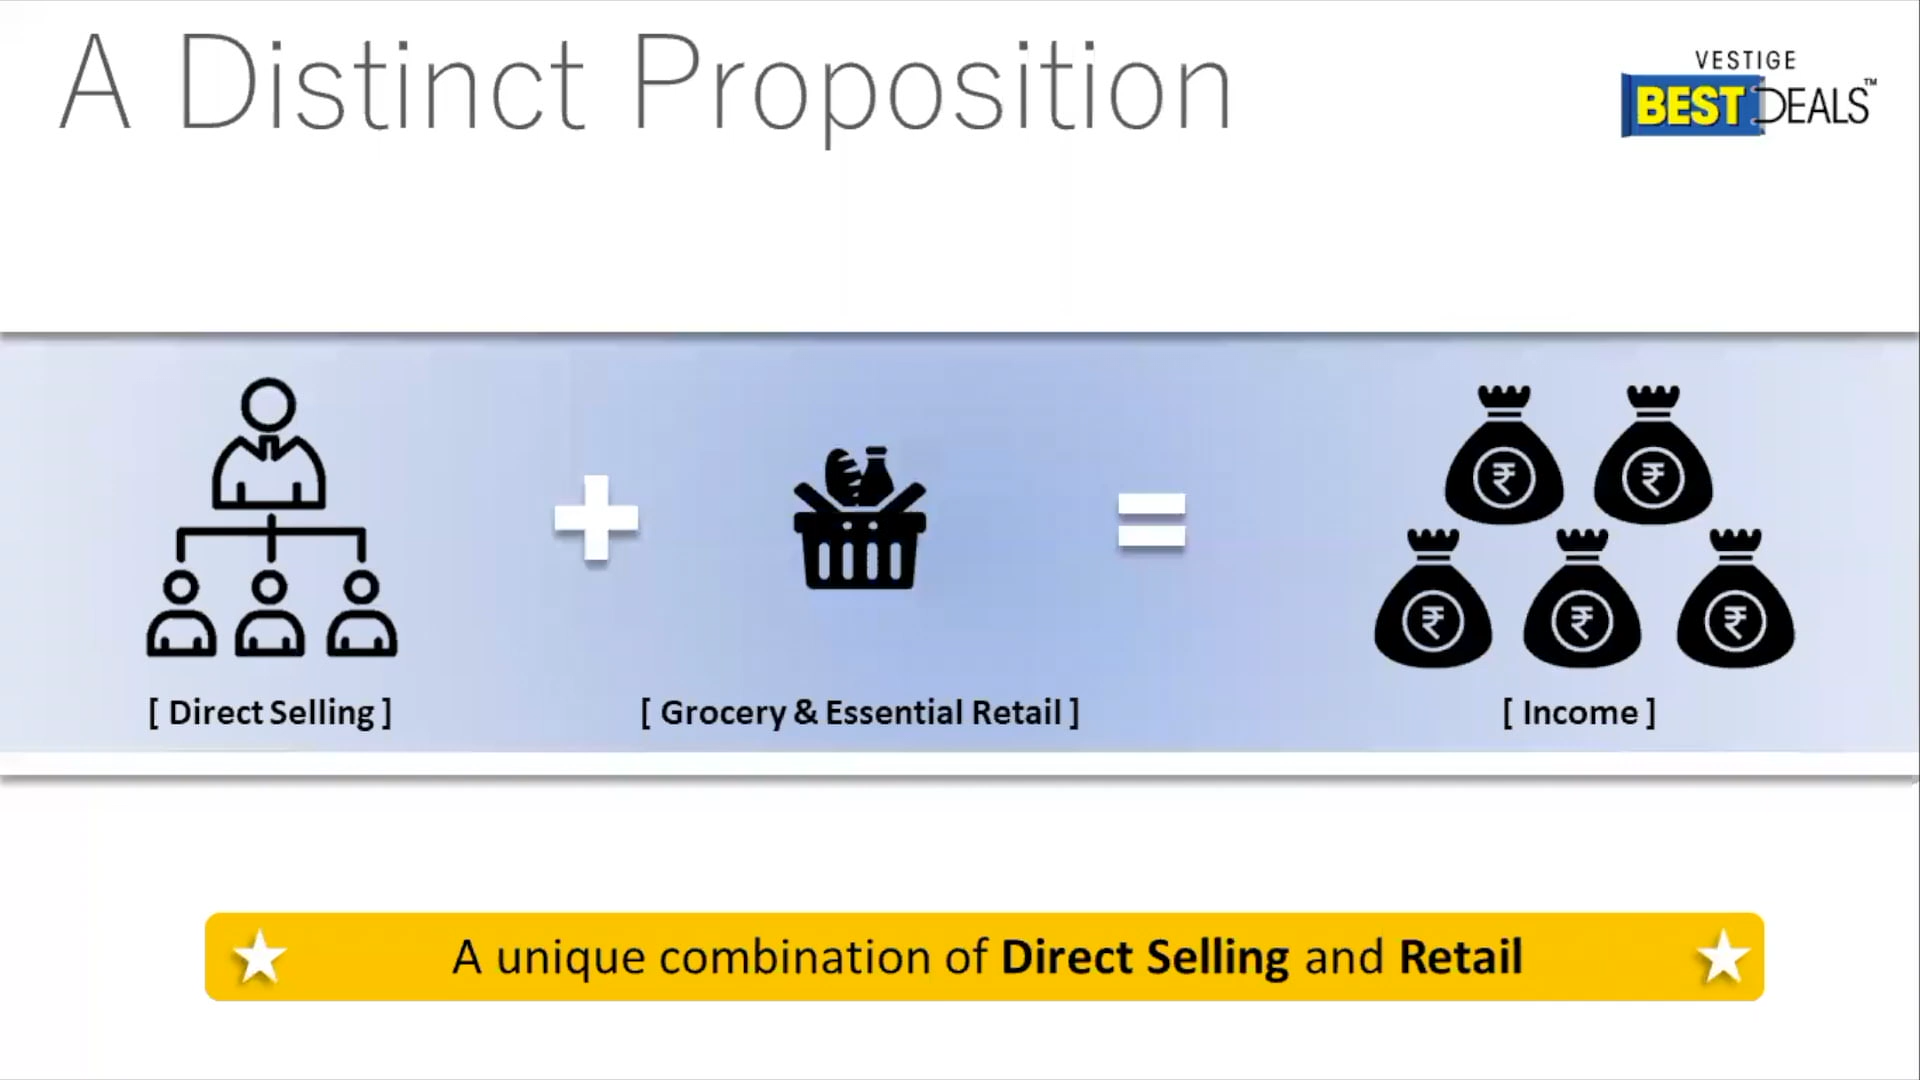 A Distinct Proposition
VESTIGE
BEST DEALS™
₹ ₹
₹ ₹ ₹
[ Direct Selling ]
[ Grocery & Essential Retail ]
[ Income ]
A unique combination of Direct Selling and Retail